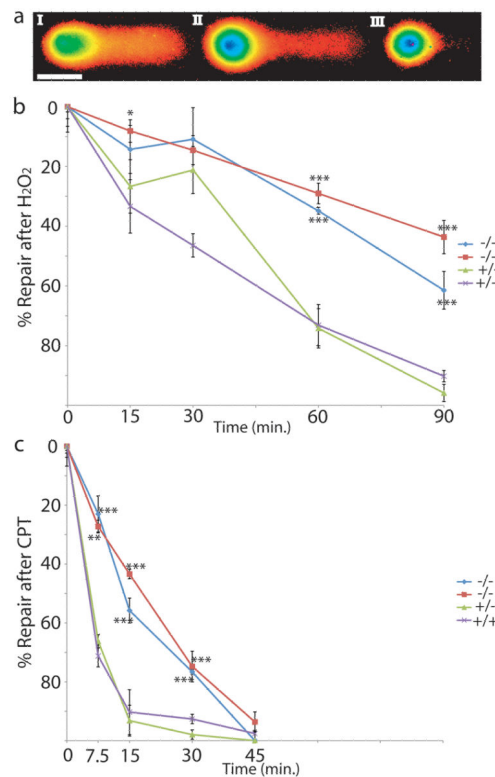 a
I II III
b
0
20
40
60
80
% Repair after H₂O₂
*
***
***
***
***
-/-
-/-
+/-
+/-
0 15 30 60 90
Time (min.)
c
0
20
40
60
80
% Repair after CPT
***
**
***
***
***
***
-/-
-/-
+/-
+/+
0 7.5 15 30 45
Time (min.)